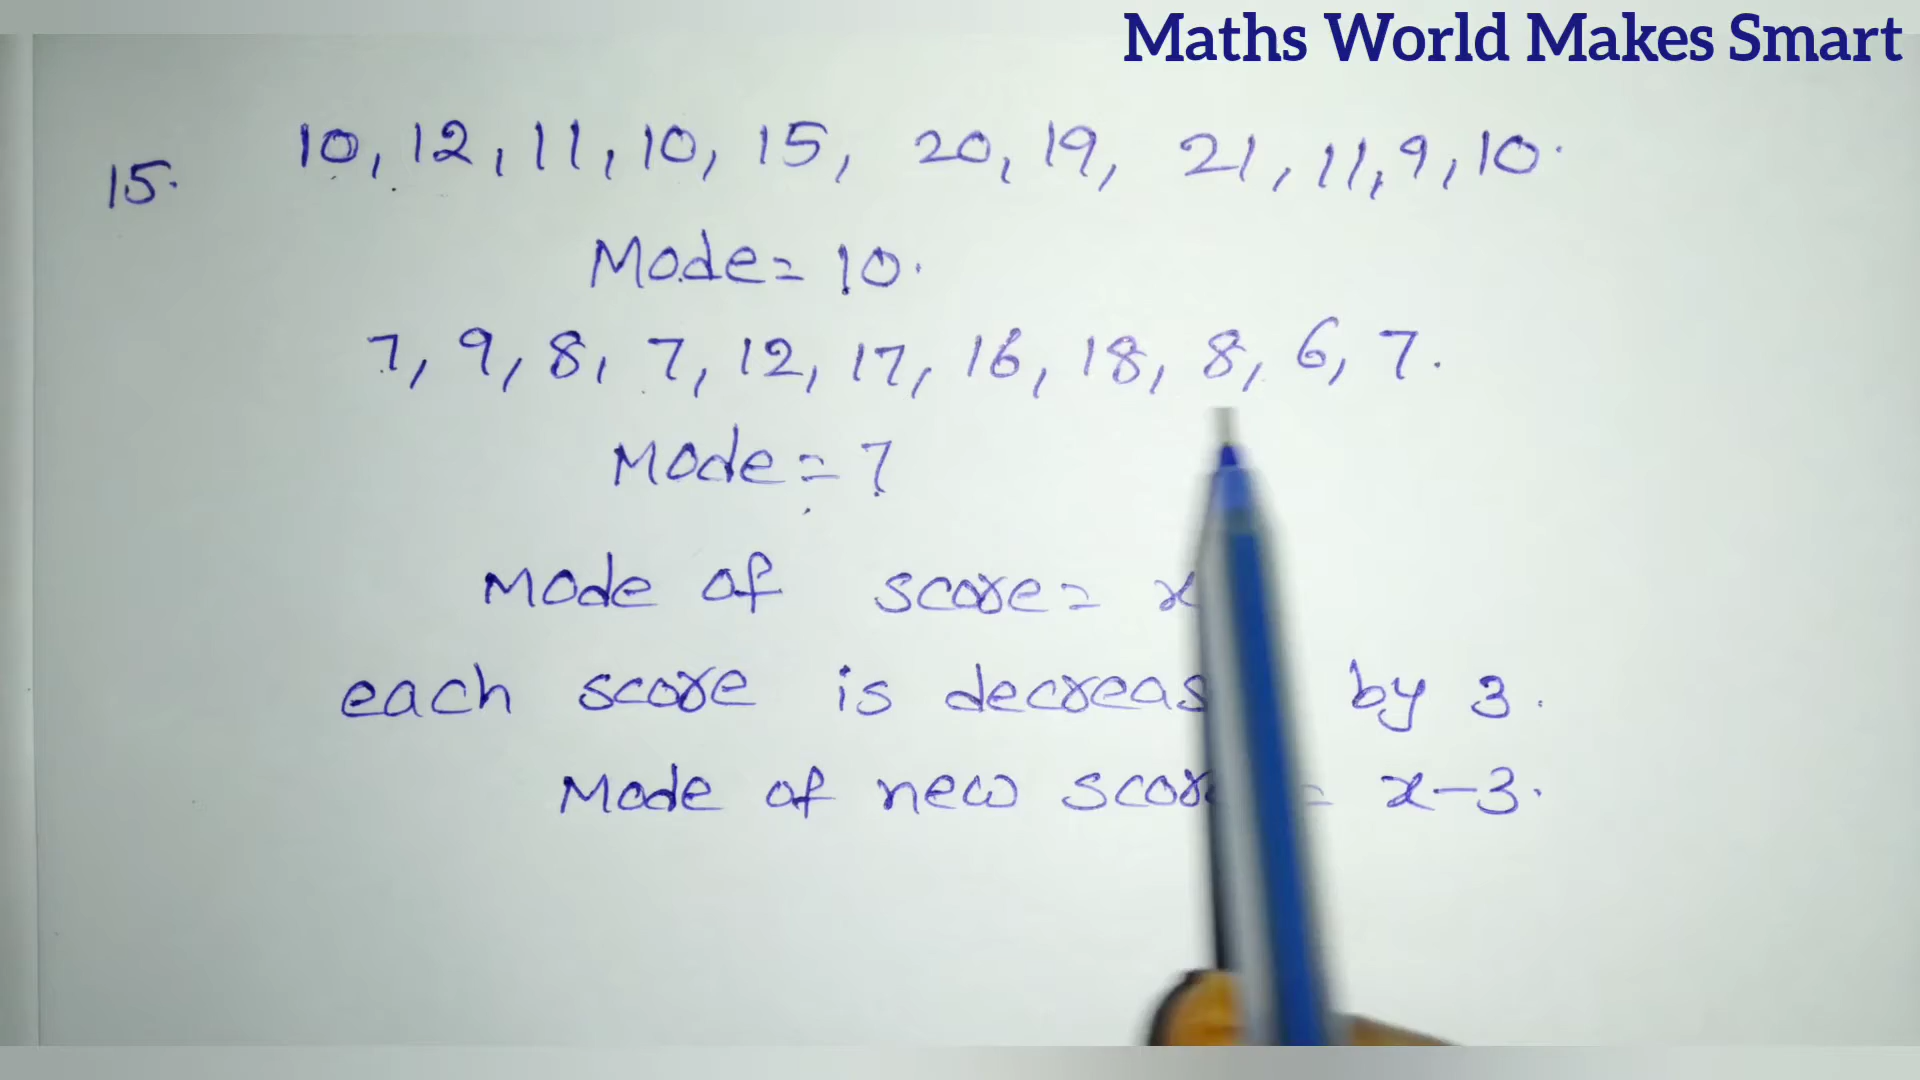 Maths World Makes Smart
15. 10, 12, 11, 10, 15, 20, 19, 21, 11, 9, 10.
Mode = 10.
7, 9, 8, 7, 12, 17, 16, 18, 8, 6, 7.
Mode = 7
Mode of score = x
each score is decreas by 3.
Mode of new scor = x-3.